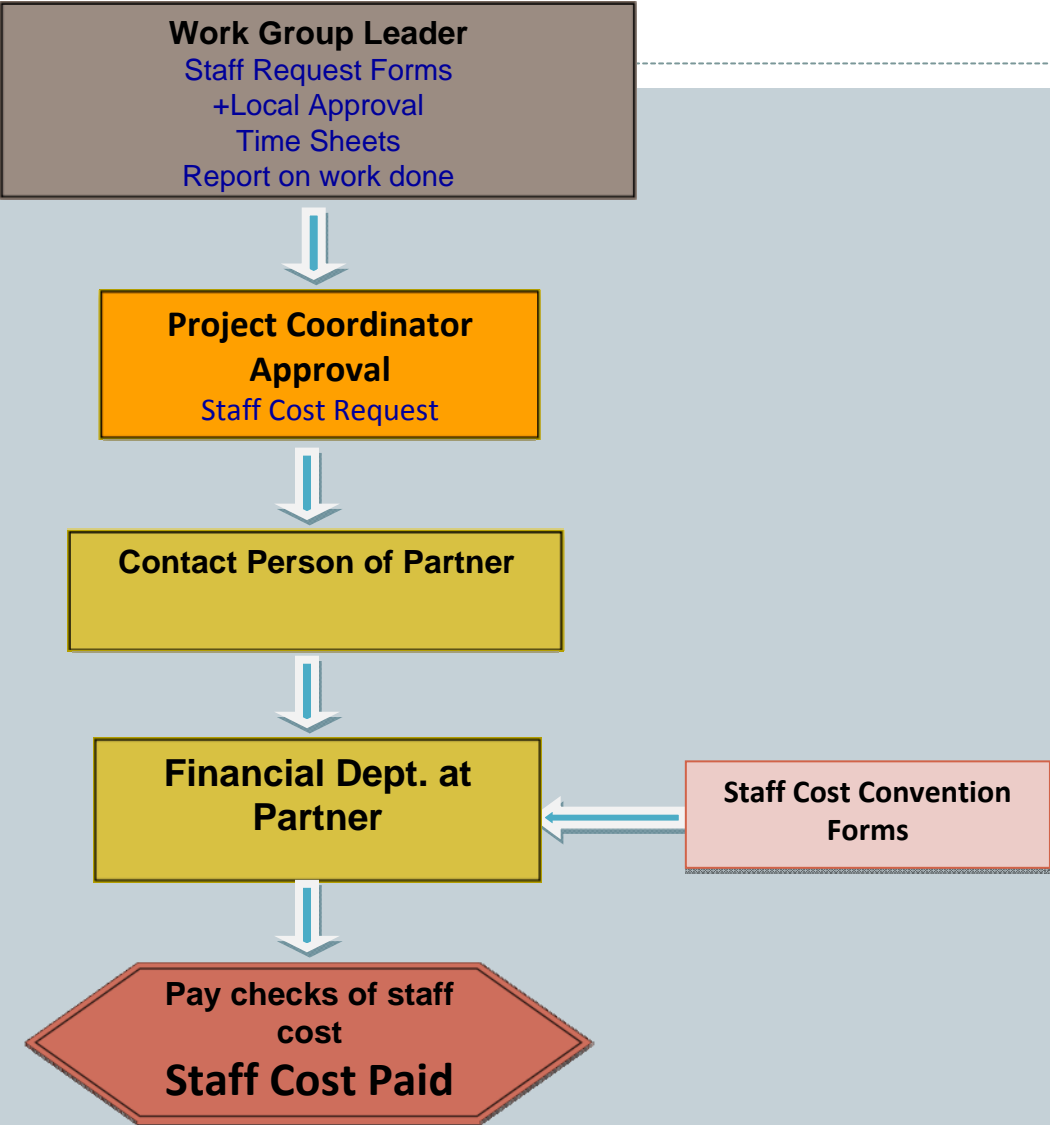 Work Group Leader
Staff Request Forms
+Local Approval
Time Sheets
Report on work done
Project Coordinator
Approval
Staff Cost Request
Contact Person of Partner
Financial Dept. at
Partner
Staff Cost Convention
Forms
Pay checks of staff
cost
Staff Cost Paid